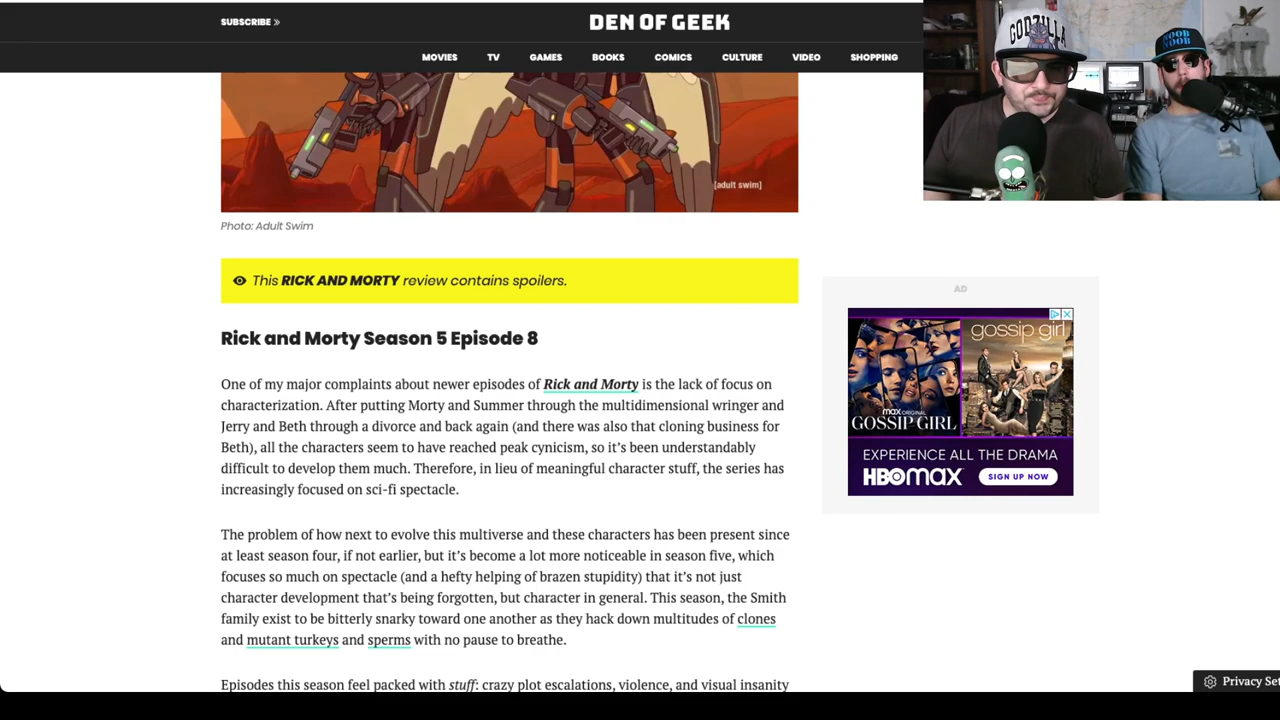 SUBSCRIBE »
DEN OF GEEK
MOVIES TV GAMES BOOKS COMICS CULTURE VIDEO SHOPPING
GODZILLA
NOOB NOOB
[adult swim]
Photo: Adult Swim
This RICK AND MORTY review contains spoilers.
Rick and Morty Season 5 Episode 8
One of my major complaints about newer episodes of Rick and Morty is the lack of focus on
characterization. After putting Morty and Summer through the multidimensional wringer and
Jerry and Beth through a divorce and back again (and there was also that cloning business for
Beth), all the characters seem to have reached peak cynicism, so it’s been understandably
difficult to develop them much. Therefore, in lieu of meaningful character stuff, the series has
increasingly focused on sci-fi spectacle.
The problem of how next to evolve this multiverse and these characters has been present since
at least season four, if not earlier, but it’s become a lot more noticeable in season five, which
focuses so much on spectacle (and a hefty helping of brazen stupidity) that it’s not just
character development that’s being forgotten, but character in general. This season, the Smith
family exist to be bitterly snarky toward one another as they hack down multitudes of clones
and mutant turkeys and sperms with no pause to breathe.
Episodes this season feel packed with stuff: crazy plot escalations, violence, and visual insanity
AD
gossip girl
max ORIGINAL
GOSSIP GIRL
EXPERIENCE ALL THE DRAMA
HBOmax SIGN UP NOW
Privacy Set